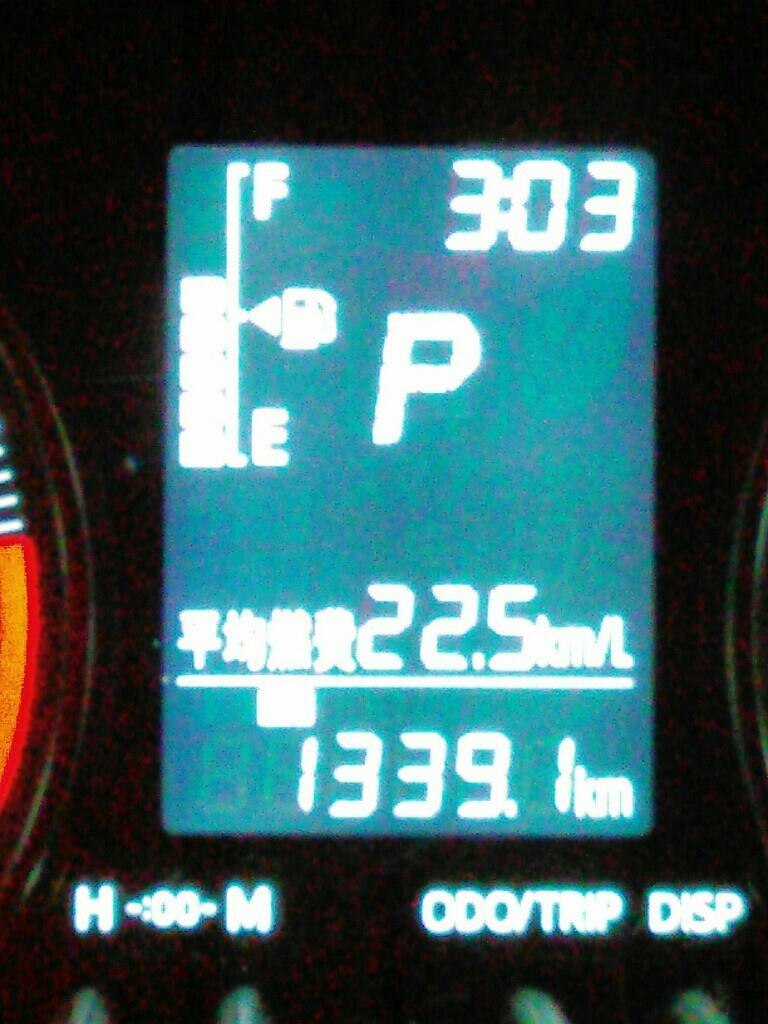 F 3:03
P
E
平均燃費22.5km/L
1339.1km
H -:00- M ODO/TRIP DISP